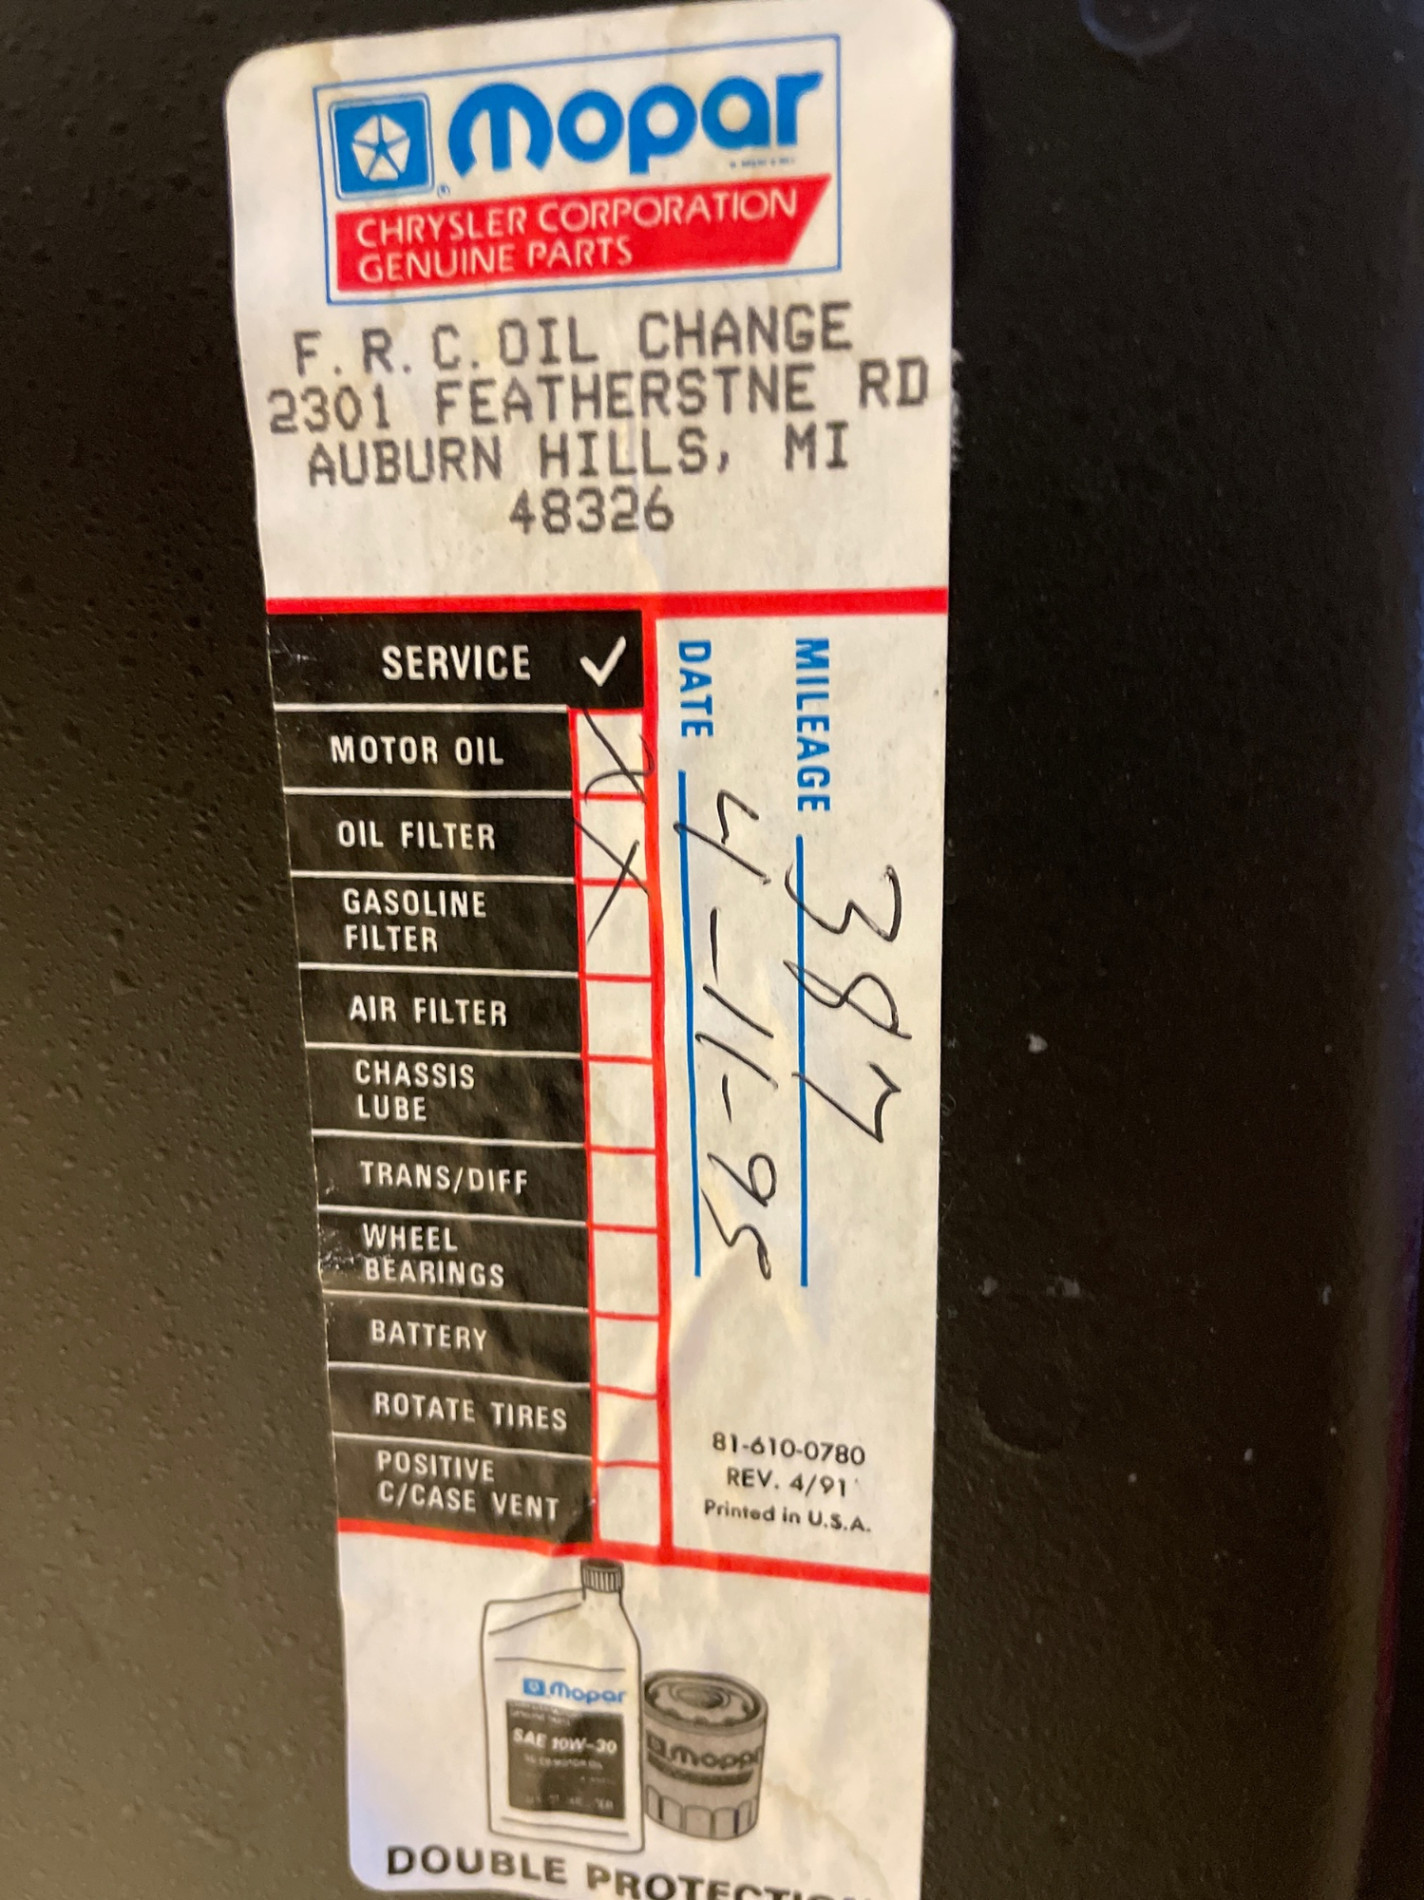 mopar
CHRYSLER CORPORATION
GENUINE PARTS
F.R.C.OIL CHANGE
2301 FEATHERSTNE RD
AUBURN HILLS, MI
48326
SERVICE ✓
MOTOR OIL X
OIL FILTER X
GASOLINE
FILTER
AIR FILTER
CHASSIS
LUBE
TRANS/DIFF
WHEEL
BEARINGS
BATTERY
ROTATE TIRES
POSITIVE
C/CASE VENT
MILEAGE 387
DATE 4-11-95
81-610-0780
REV. 4/91
Printed in U.S.A.
mopar
SAE 10W-30
mopar
DOUBLE PROTECTION